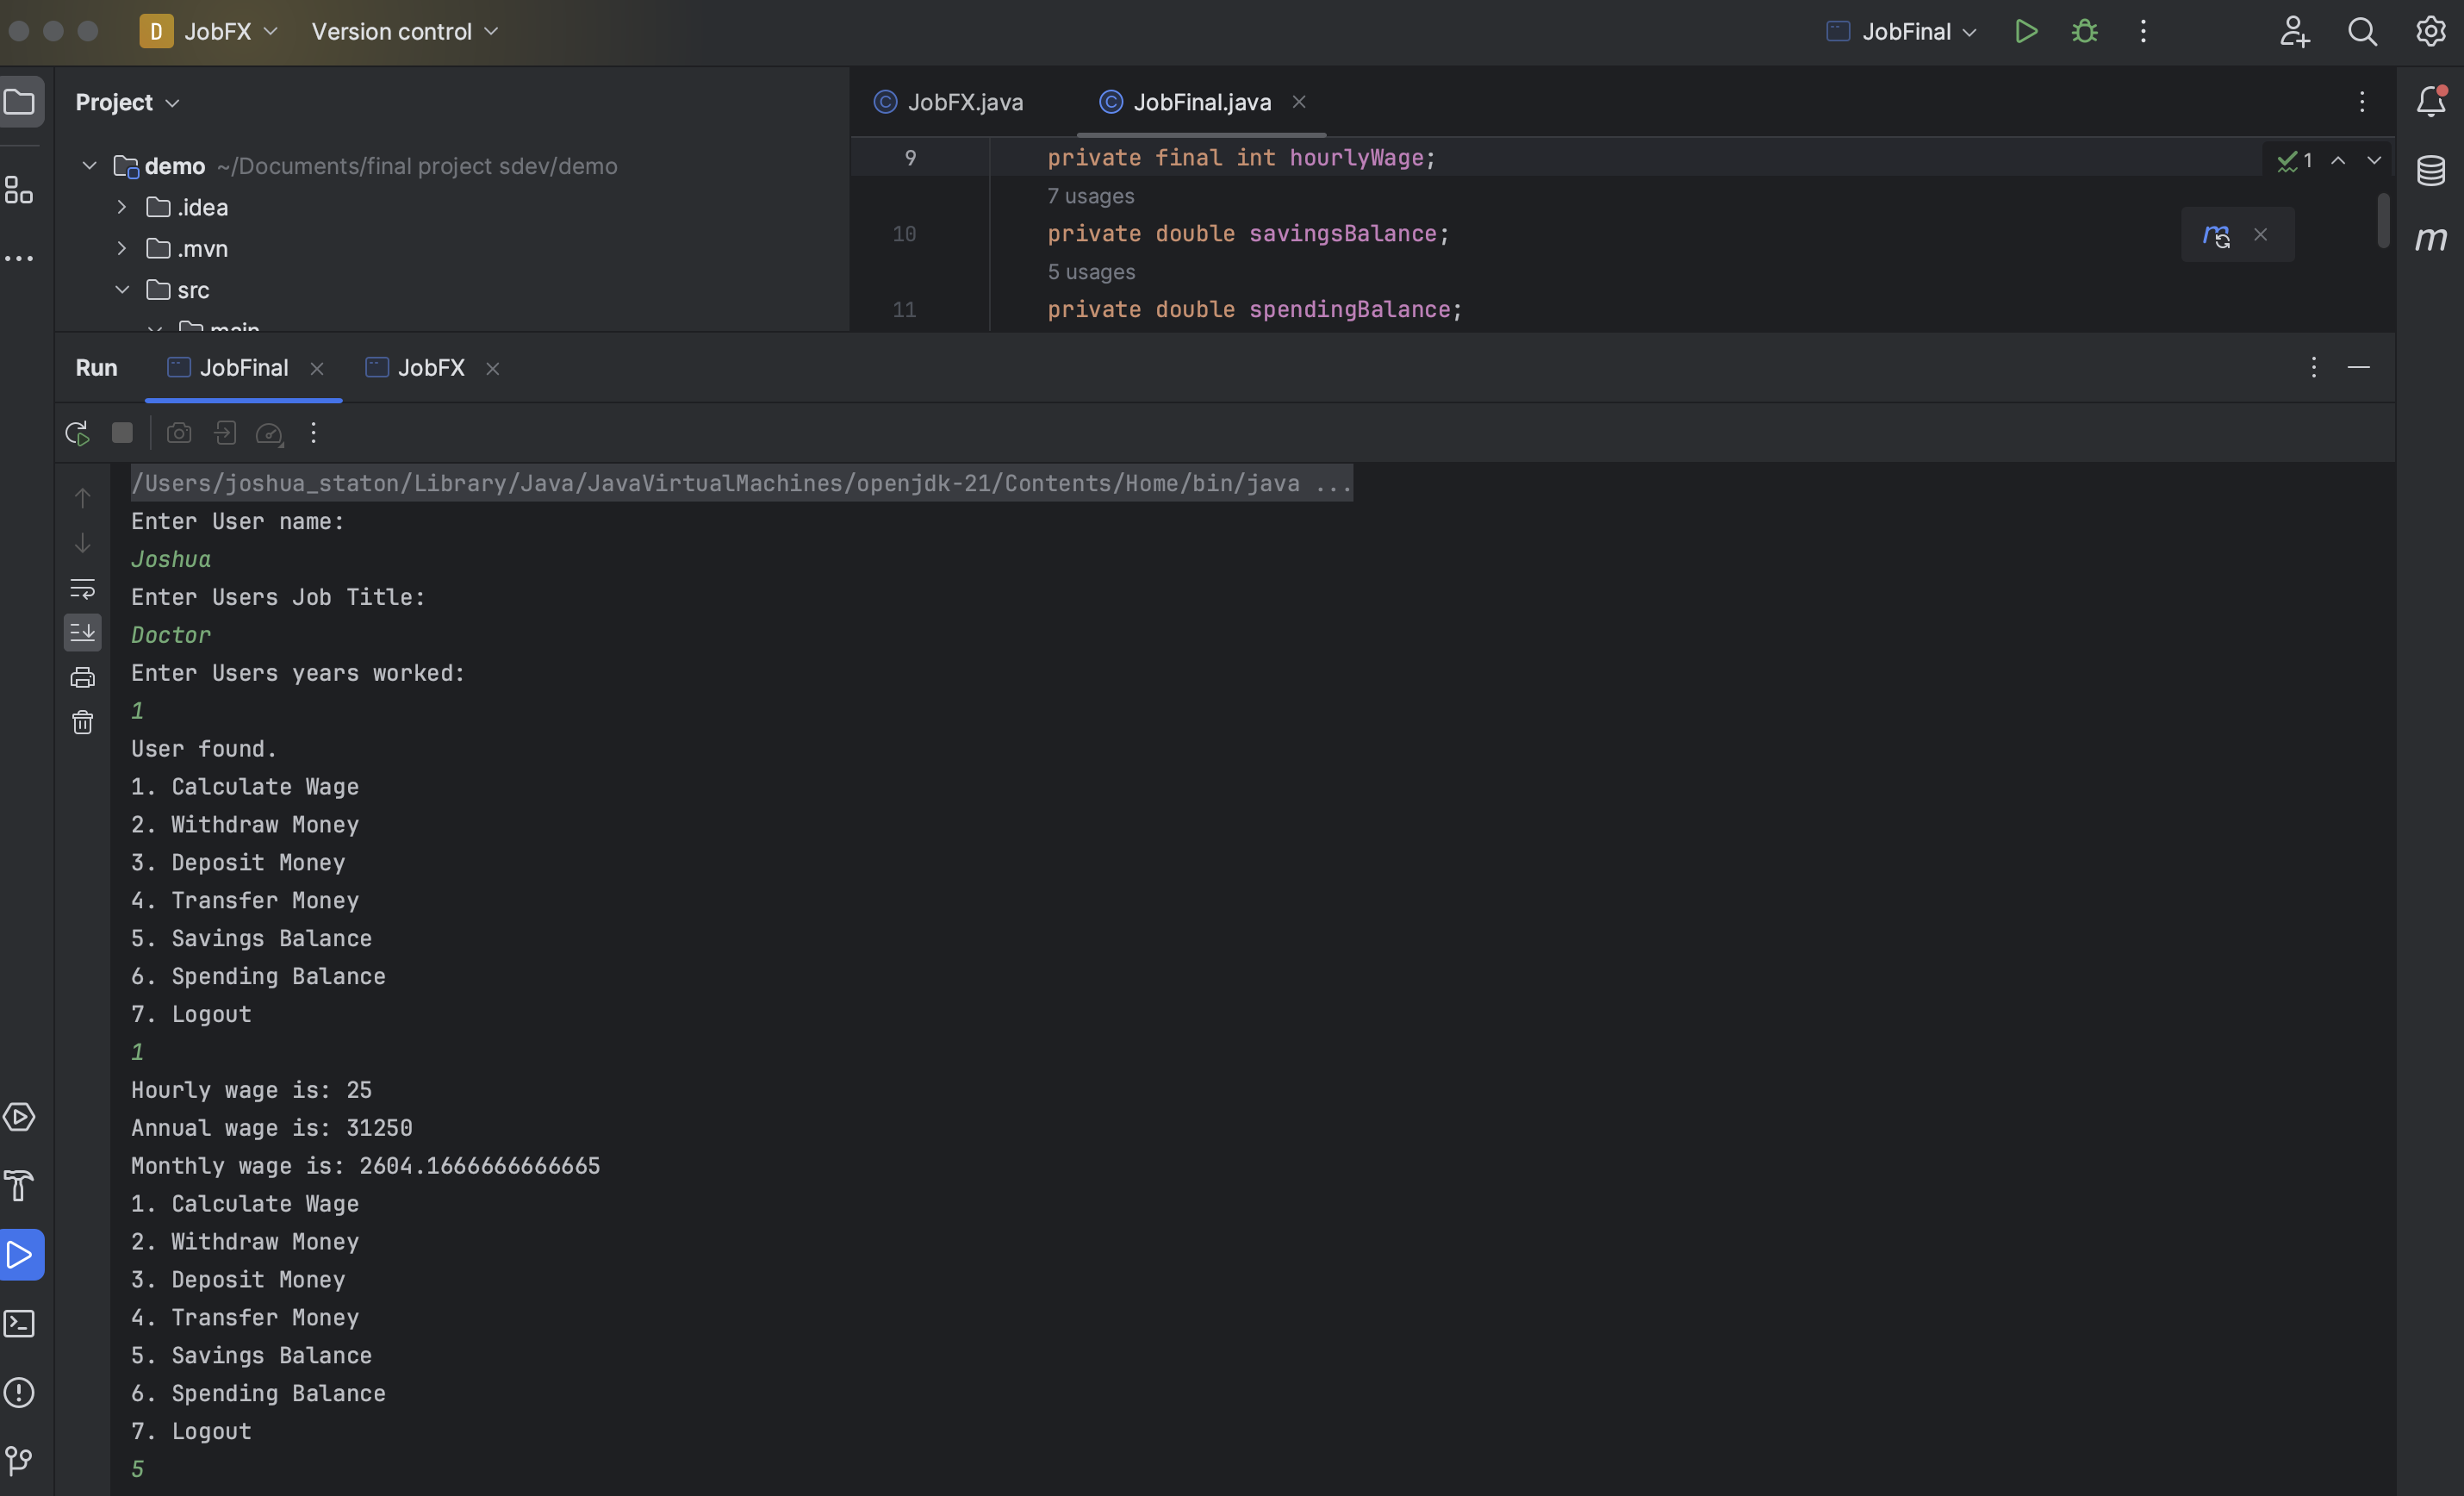 D JobFX Version control JobFinal
Project
JobFX.java JobFinal.java
demo ~/Documents/final project sdev/demo
.idea
.mvn
src
main
9 private final int hourlyWage;
1
7 usages
10 private double savingsBalance;
5 usages
11 private double spendingBalance;
m
m
Run JobFinal JobFX
/Users/joshua_staton/Library/Java/JavaVirtualMachines/openjdk-21/Contents/Home/bin/java ...
Enter User name:
Joshua
Enter Users Job Title:
Doctor
Enter Users years worked:
1
User found.
1. Calculate Wage
2. Withdraw Money
3. Deposit Money
4. Transfer Money
5. Savings Balance
6. Spending Balance
7. Logout
1
Hourly wage is: 25
Annual wage is: 31250
Monthly wage is: 2604.1666666666665
1. Calculate Wage
2. Withdraw Money
3. Deposit Money
4. Transfer Money
5. Savings Balance
6. Spending Balance
7. Logout
5